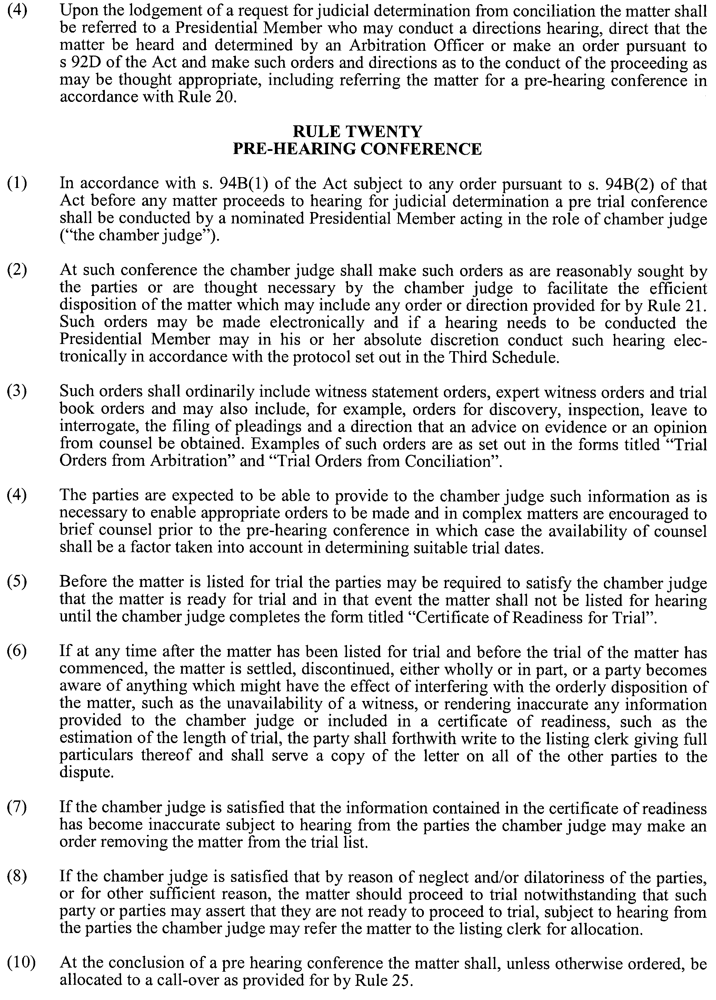 (4) Upon the lodgement of a request for judicial determination from conciliation the matter shall
be referred to a Presidential Member who may conduct a directions hearing, direct that the
matter be heard and determined by an Arbitration Officer or make an order pursuant to
s 92D of the Act and make such orders and directions as to the conduct of the proceeding as
may be thought appropriate, including referring the matter for a pre-hearing conference in
accordance with Rule 20.
RULE TWENTY
PRE-HEARING CONFERENCE
(1) In accordance with s. 94B(1) of the Act subject to any order pursuant to s. 94B(2) of that
Act before any matter proceeds to hearing for judicial determination a pre trial conference
shall be conducted by a nominated Presidential Member acting in the role of chamber judge
(“the chamber judge”).
(2) At such conference the chamber judge shall make such orders as are reasonably sought by
the parties or are thought necessary by the chamber judge to facilitate the efficient
disposition of the matter which may include any order or direction provided for by Rule 21.
Such orders may be made electronically and if a hearing needs to be conducted the
Presidential Member may in his or her absolute discretion conduct such hearing elec-
tronically in accordance with the protocol set out in the Third Schedule.
(3) Such orders shall ordinarily include witness statement orders, expert witness orders and trial
book orders and may also include, for example, orders for discovery, inspection, leave to
interrogate, the filing of pleadings and a direction that an advice on evidence or an opinion
from counsel be obtained. Examples of such orders are as set out in the forms titled “Trial
Orders from Arbitration” and “Trial Orders from Conciliation”.
(4) The parties are expected to be able to provide to the chamber judge such information as is
necessary to enable appropriate orders to be made and in complex matters are encouraged to
brief counsel prior to the pre-hearing conference in which case the availability of counsel
shall be a factor taken into account in determining suitable trial dates.
(5) Before the matter is listed for trial the parties may be required to satisfy the chamber judge
that the matter is ready for trial and in that event the matter shall not be listed for hearing
until the chamber judge completes the form titled “Certificate of Readiness for Trial”.
(6) If at any time after the matter has been listed for trial and before the trial of the matter has
commenced, the matter is settled, discontinued, either wholly or in part, or a party becomes
aware of anything which might have the effect of interfering with the orderly disposition of
the matter, such as the unavailability of a witness, or rendering inaccurate any information
provided to the chamber judge or included in a certificate of readiness, such as the
estimation of the length of trial, the party shall forthwith write to the listing clerk giving full
particulars thereof and shall serve a copy of the letter on all of the other parties to the
dispute.
(7) If the chamber judge is satisfied that the information contained in the certificate of readiness
has become inaccurate subject to hearing from the parties the chamber judge may make an
order removing the matter from the trial list.
(8) If the chamber judge is satisfied that by reason of neglect and/or dilatoriness of the parties,
or for other sufficient reason, the matter should proceed to trial notwithstanding that such
party or parties may assert that they are not ready to proceed to trial, subject to hearing from
the parties the chamber judge may refer the matter to the listing clerk for allocation.
(10) At the conclusion of a pre hearing conference the matter shall, unless otherwise ordered, be
allocated to a call-over as provided for by Rule 25.